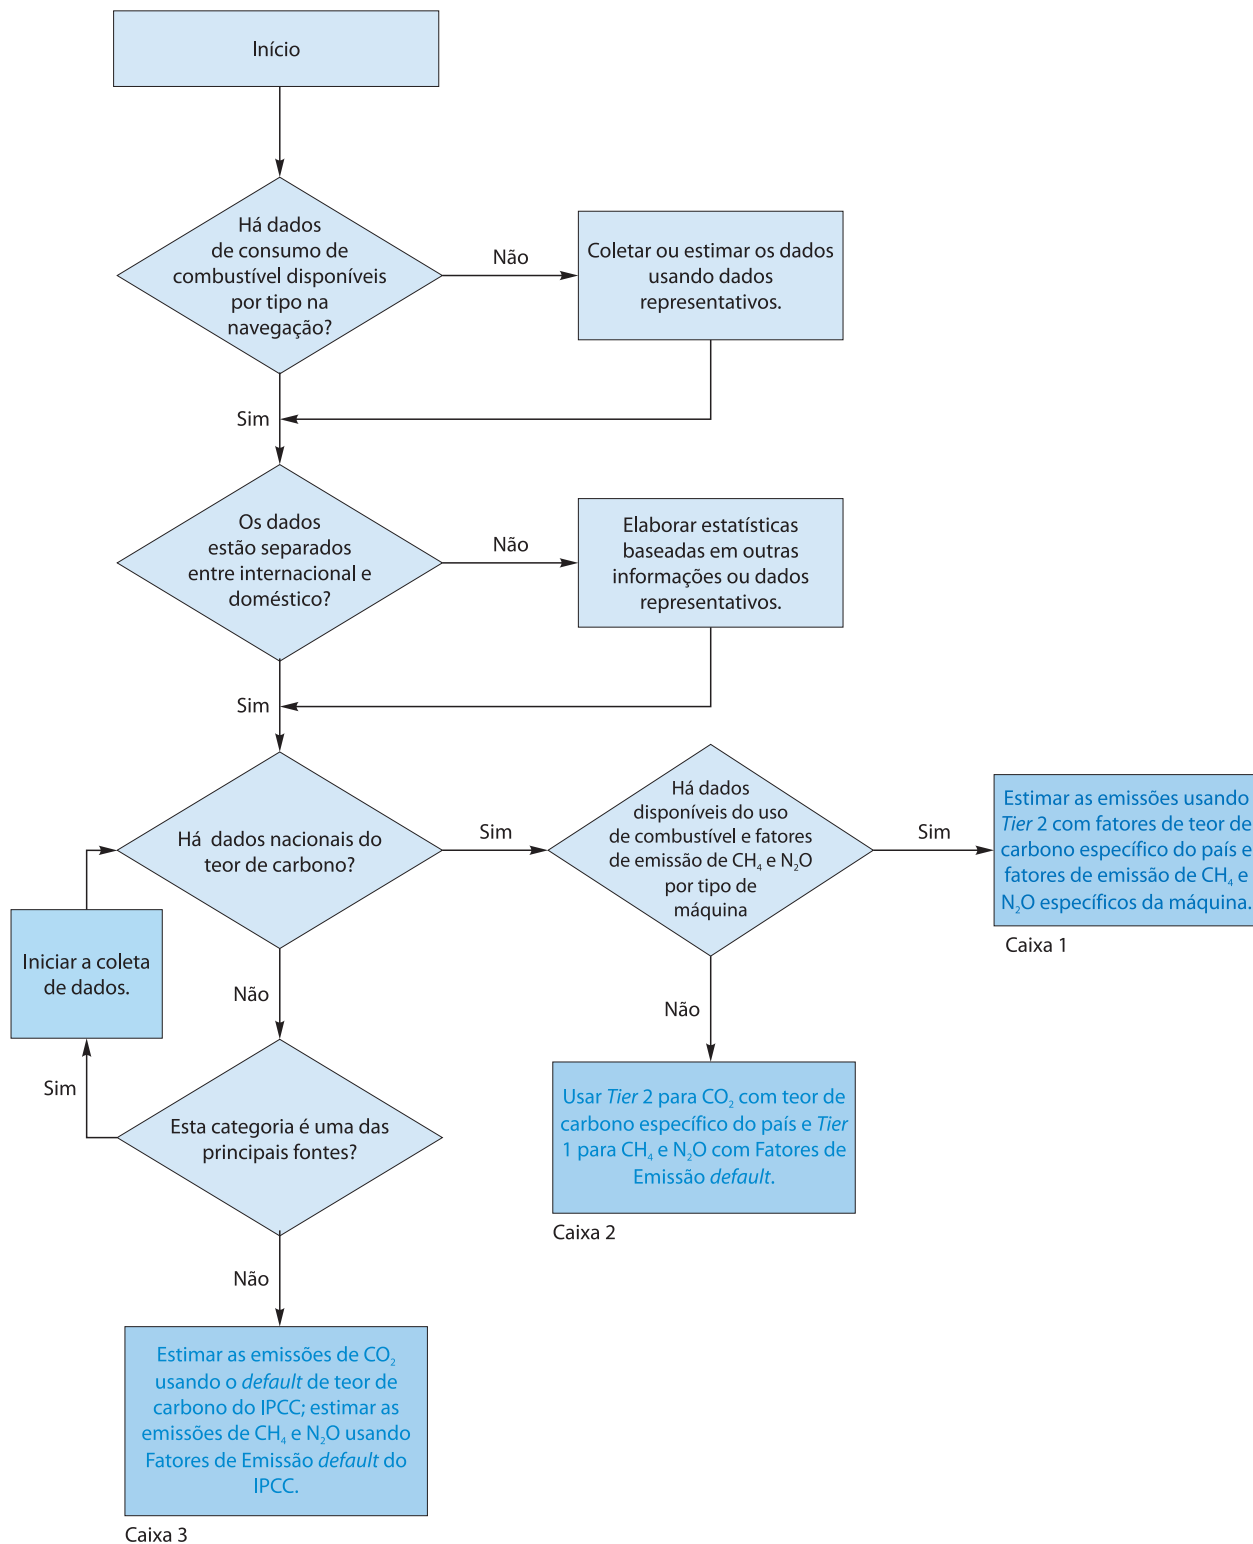 Início
Há dados
de consumo de
combustível disponíveis
por tipo na
navegação?
Não
Coletar ou estimar os dados
usando dados
representativos.
Sim
Os dados
estão separados
entre internacional e
doméstico?
Não
Elaborar estatísticas
baseadas em outras
informações ou dados
representativos.
Sim
Há dados nacionais do
teor de carbono?
Sim
Há dados
disponíveis do uso
de combustível e fatores
de emissão de CH₄ e N₂O
por tipo de
máquina
Sim
Estimar as emissões usando
Tier 2 com fatores de teor de
carbono específico do país e
fatores de emissão de CH₄ e
N₂O específicos da máquina.
Caixa 1
Iniciar a coleta
de dados.
Não
Não
Sim
Esta categoria é uma das
principais fontes?
Usar Tier 2 para CO₂ com teor de
carbono específico do país e Tier
1 para CH₄ e N₂O com Fatores de
Emissão default.
Caixa 2
Não
Estimar as emissões de CO₂
usando o default de teor de
carbono do IPCC; estimar as
emissões de CH₄ e N₂O usando
Fatores de Emissão default do
IPCC.
Caixa 3